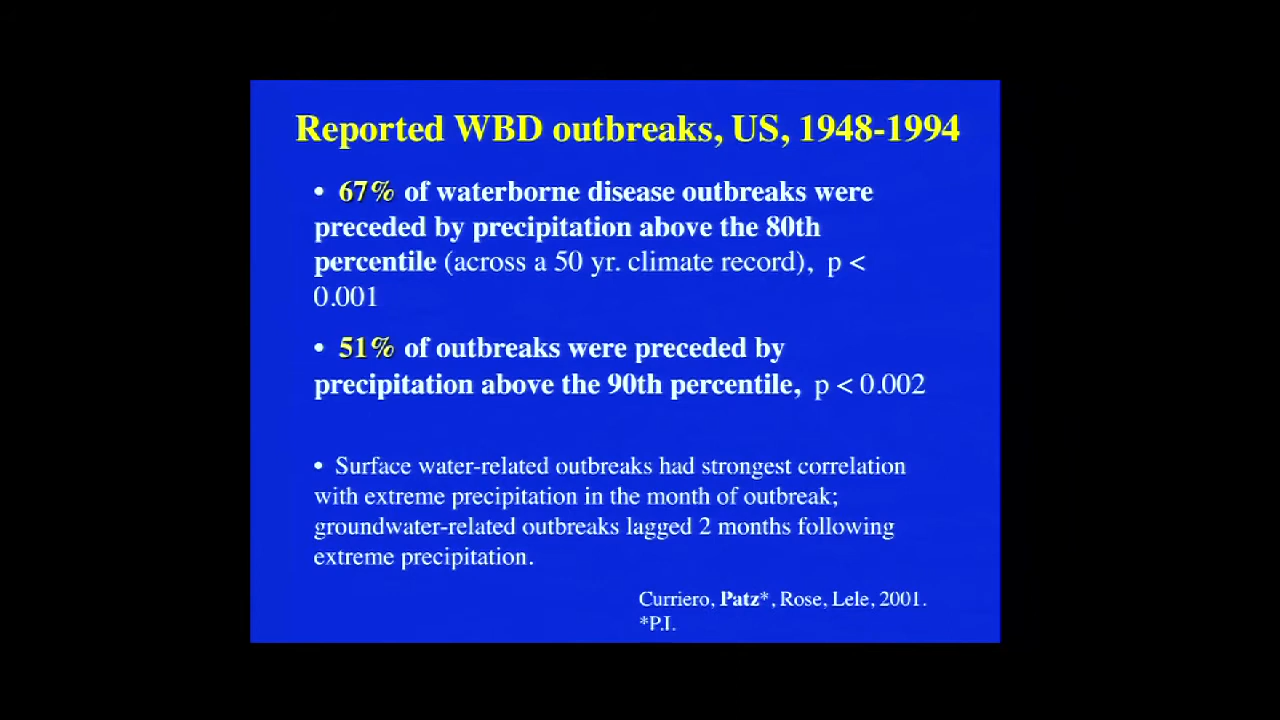 Reported WBD outbreaks, US, 1948-1994
• 67% of waterborne disease outbreaks were
preceded by precipitation above the 80th
percentile (across a 50 yr. climate record), p <
0.001
• 51% of outbreaks were preceded by
precipitation above the 90th percentile, p < 0.002
• Surface water-related outbreaks had strongest correlation
with extreme precipitation in the month of outbreak;
groundwater-related outbreaks lagged 2 months following
extreme precipitation.
Curriero, Patz*, Rose, Lele, 2001.
*P.I.